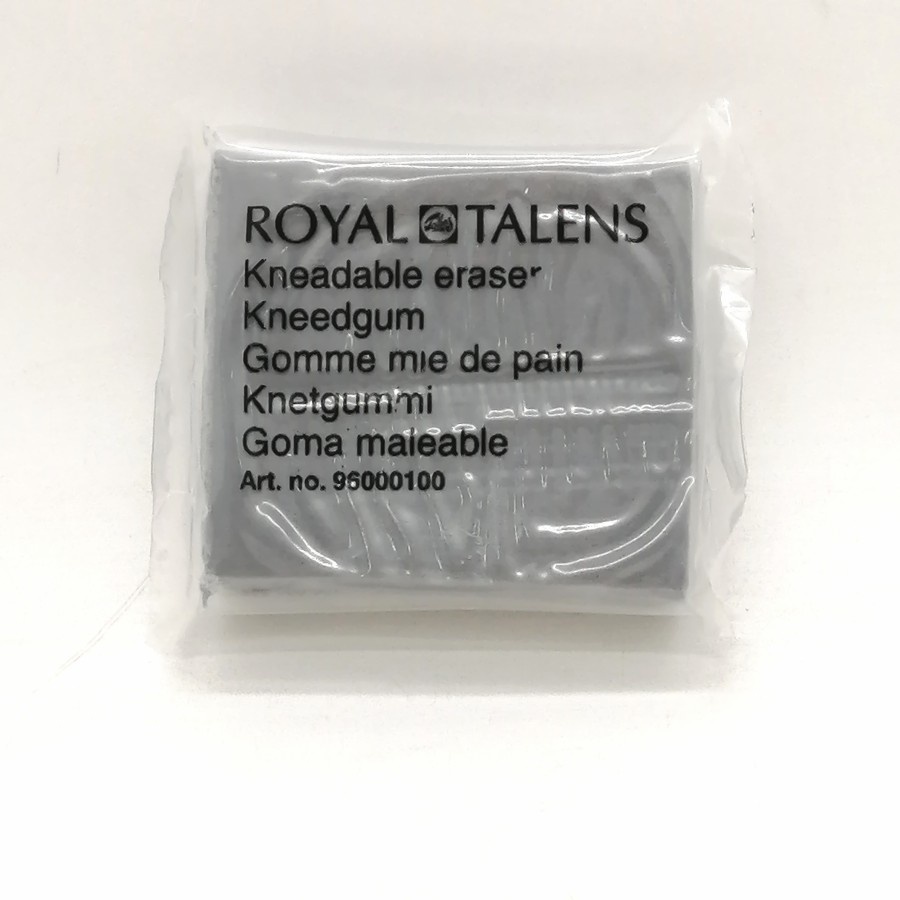 ROYAL TALENS
Kneadable eraser
Kneedgum
Gomme mie de pain
Knetgummi
Goma maleable
Art. no. 96000100